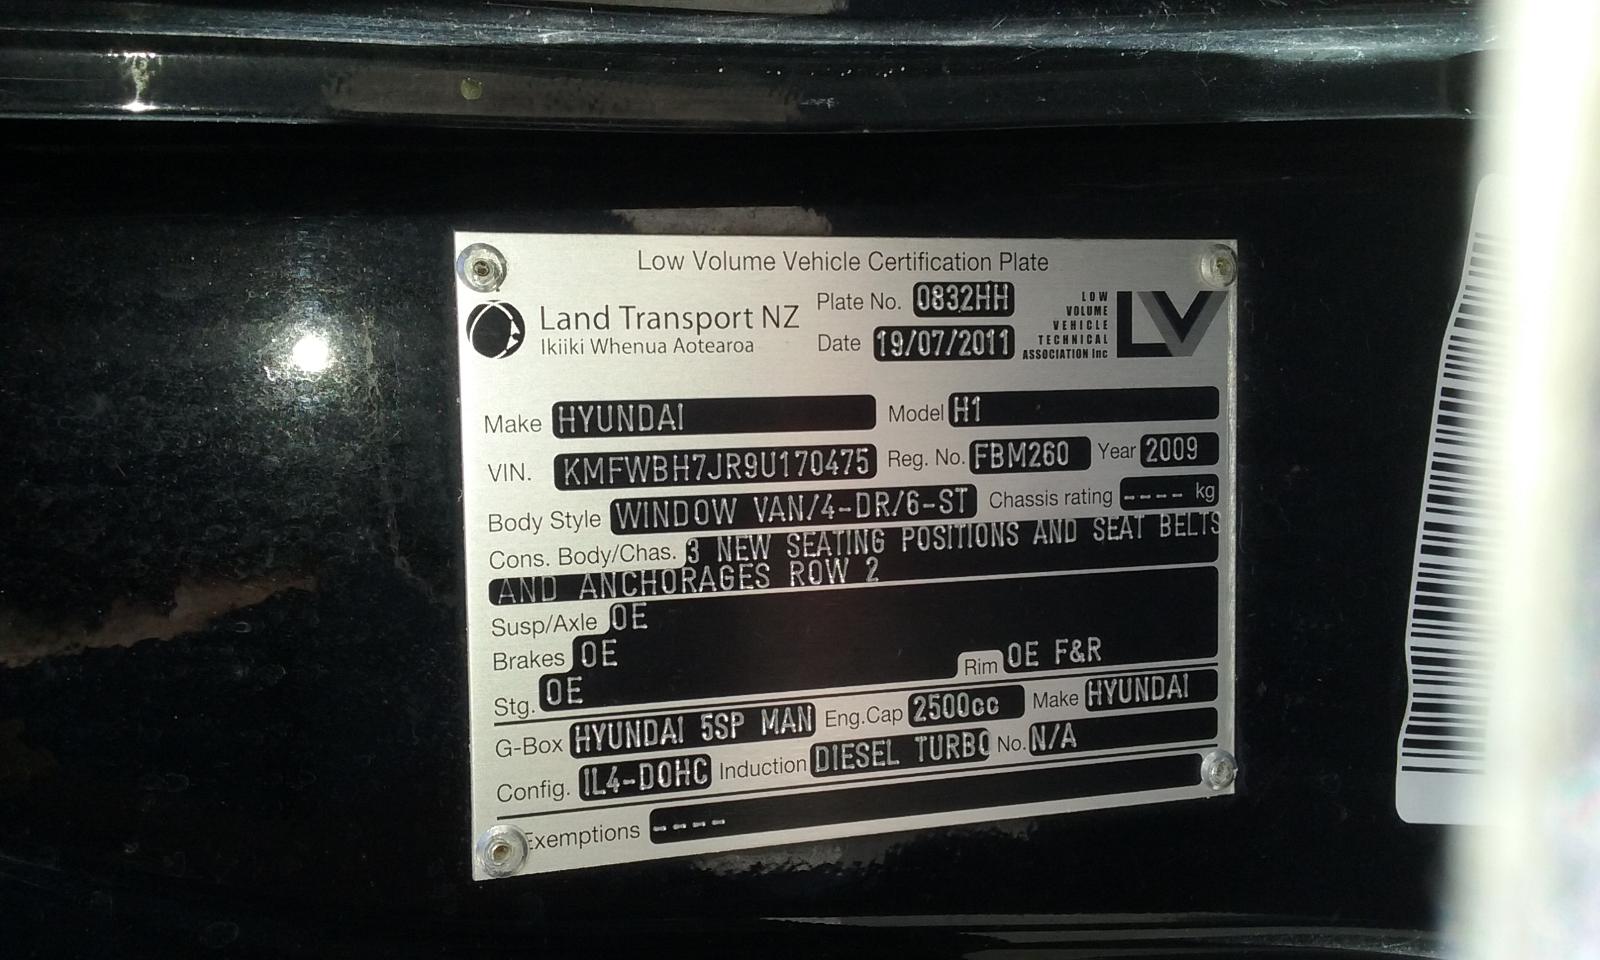 Low Volume Vehicle Certification Plate
Land Transport NZ
Ikiiki Whenua Aotearoa
Plate No. 0832HH
Date 19/07/2011
LOW
VOLUME
VEHICLE
TECHNICAL
ASSOCIATION Inc
LV
Make HYUNDAI Model H1
VIN. KMFWBH7JR9U170475 Reg. No. FBM260 Year 2009
Body Style WINDOW VAN/4-DR/6-ST Chassis rating ---- kg
Cons. Body/Chas. 3 NEW SEATING POSITIONS AND SEAT BELTS
AND ANCHORAGES ROW 2
Susp/Axle OE
Brakes OE Rim OE F&R
Stg. OE
G-Box HYUNDAI 5SP MAN Eng.Cap 2500cc Make HYUNDAI
Config. IL4-DOHC Induction DIESEL TURBO No. N/A
Exemptions ----